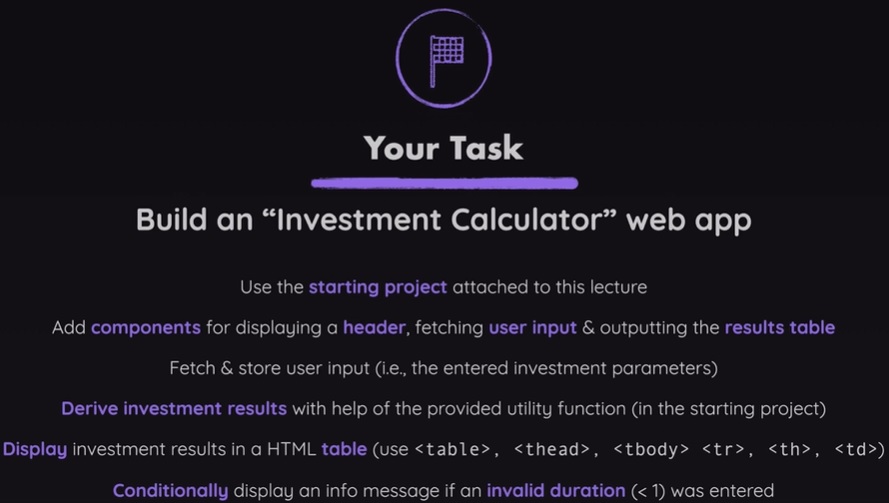 Your Task
Build an “Investment Calculator” web app
Use the starting project attached to this lecture
Add components for displaying a header, fetching user input & outputting the results table
Fetch & store user input (i.e., the entered investment parameters)
Derive investment results with help of the provided utility function (in the starting project)
Display investment results in a HTML table (use <table>, <thead>, <tbody> <tr>, <th>, <td>)
Conditionally display an info message if an invalid duration (< 1) was entered